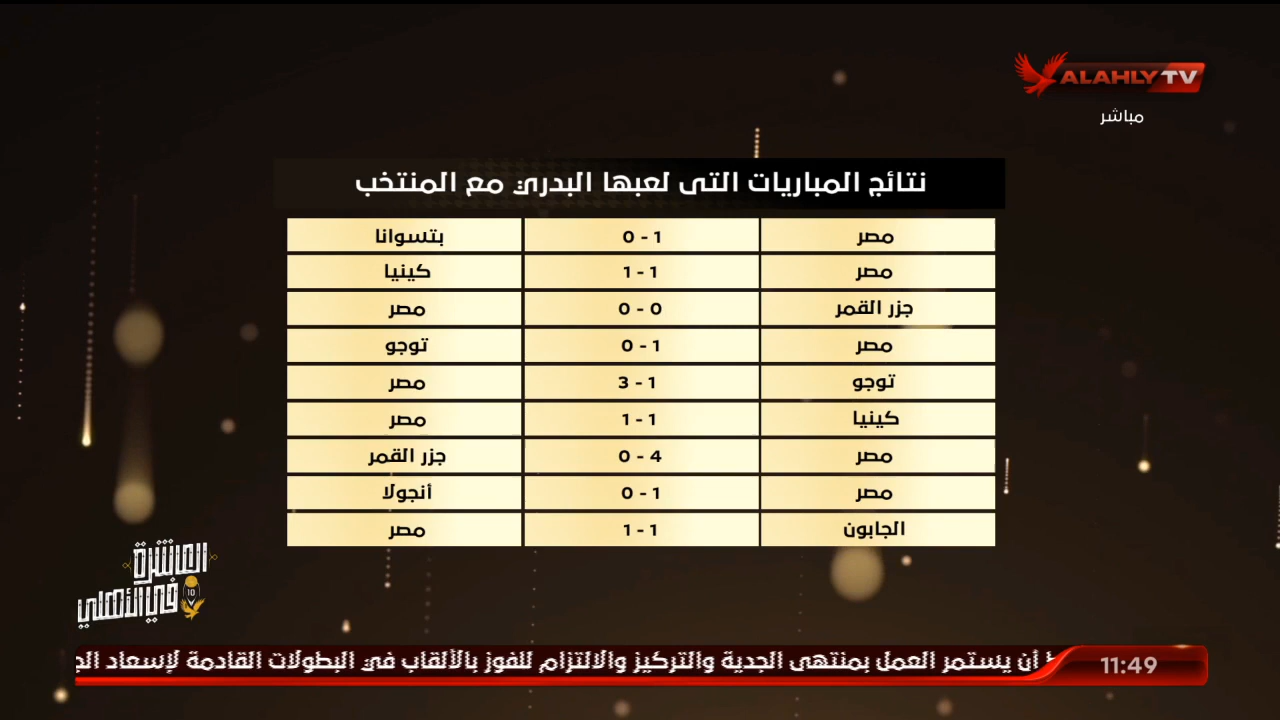 ALAHLY TV
مباشر
نتائج المباريات التى لعبها البدري مع المنتخب
مصر 1 - 0 بتسوانا
مصر 1 - 1 كينيا
جزر القمر 0 - 0 مصر
مصر 1 - 0 توجو
توجو 1 - 3 مصر
كينيا 1 - 1 مصر
مصر 4 - 0 جزر القمر
مصر 1 - 0 أنجولا
الجابون 1 - 1 مصر
العاشرة
في الأهلي
10
11:49 أن يستمر العمل بمنتهى الجدية والتركيز والالتزام للفوز بالألقاب في البطولات القادمة لإسعاد